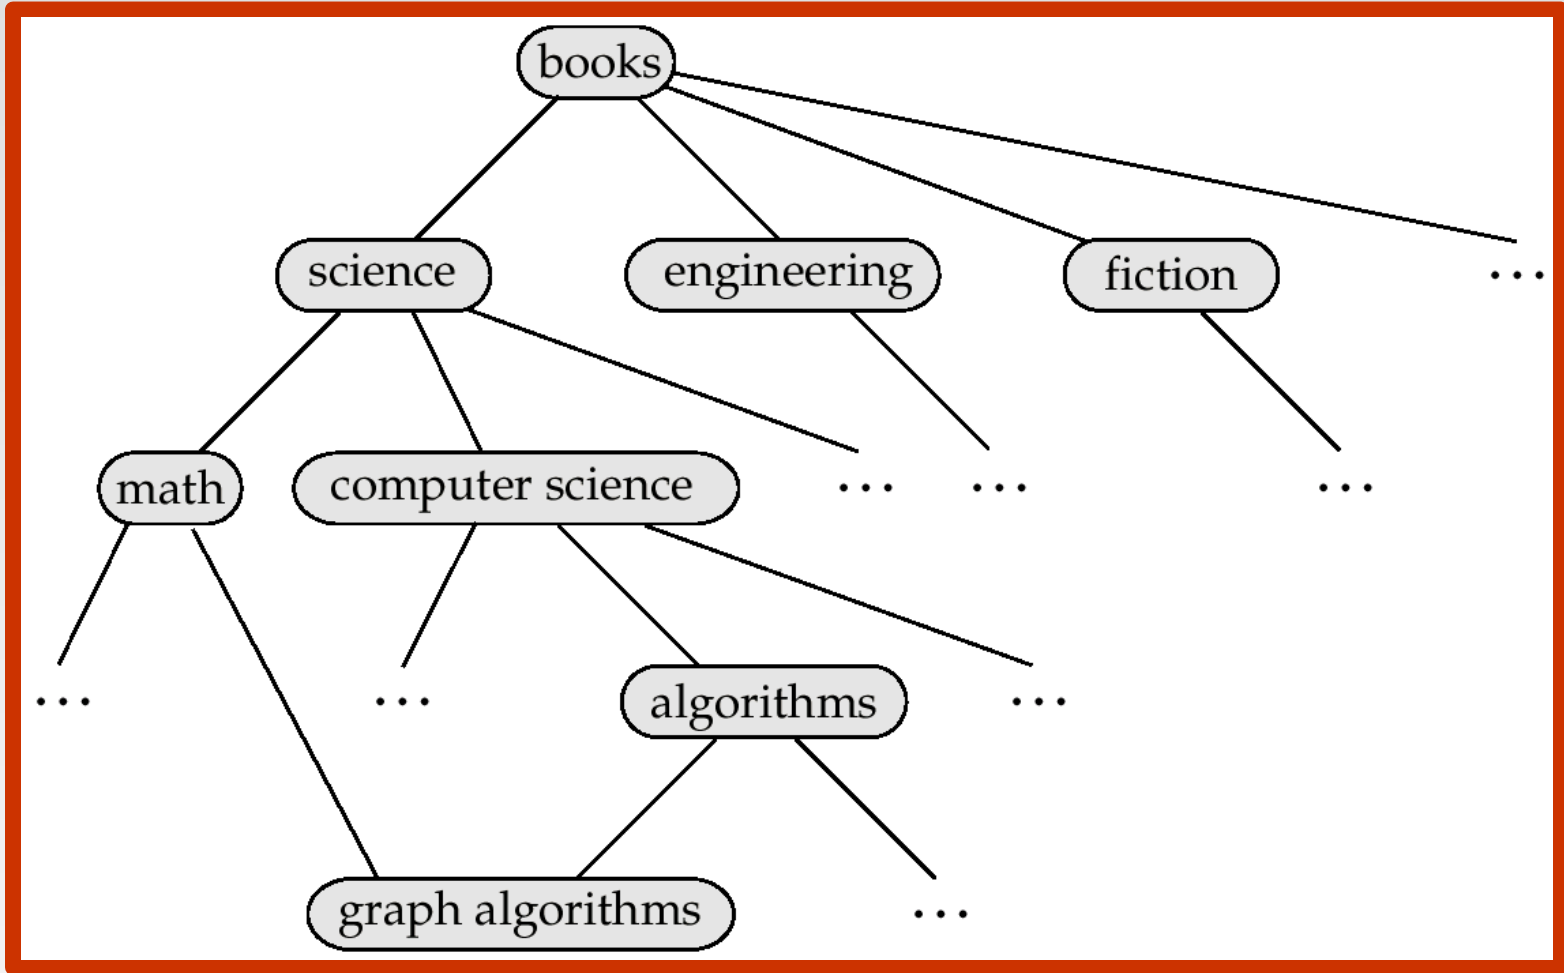 books
science
engineering
fiction
...
math
computer science
...
...
...
...
...
algorithms
...
graph algorithms
...